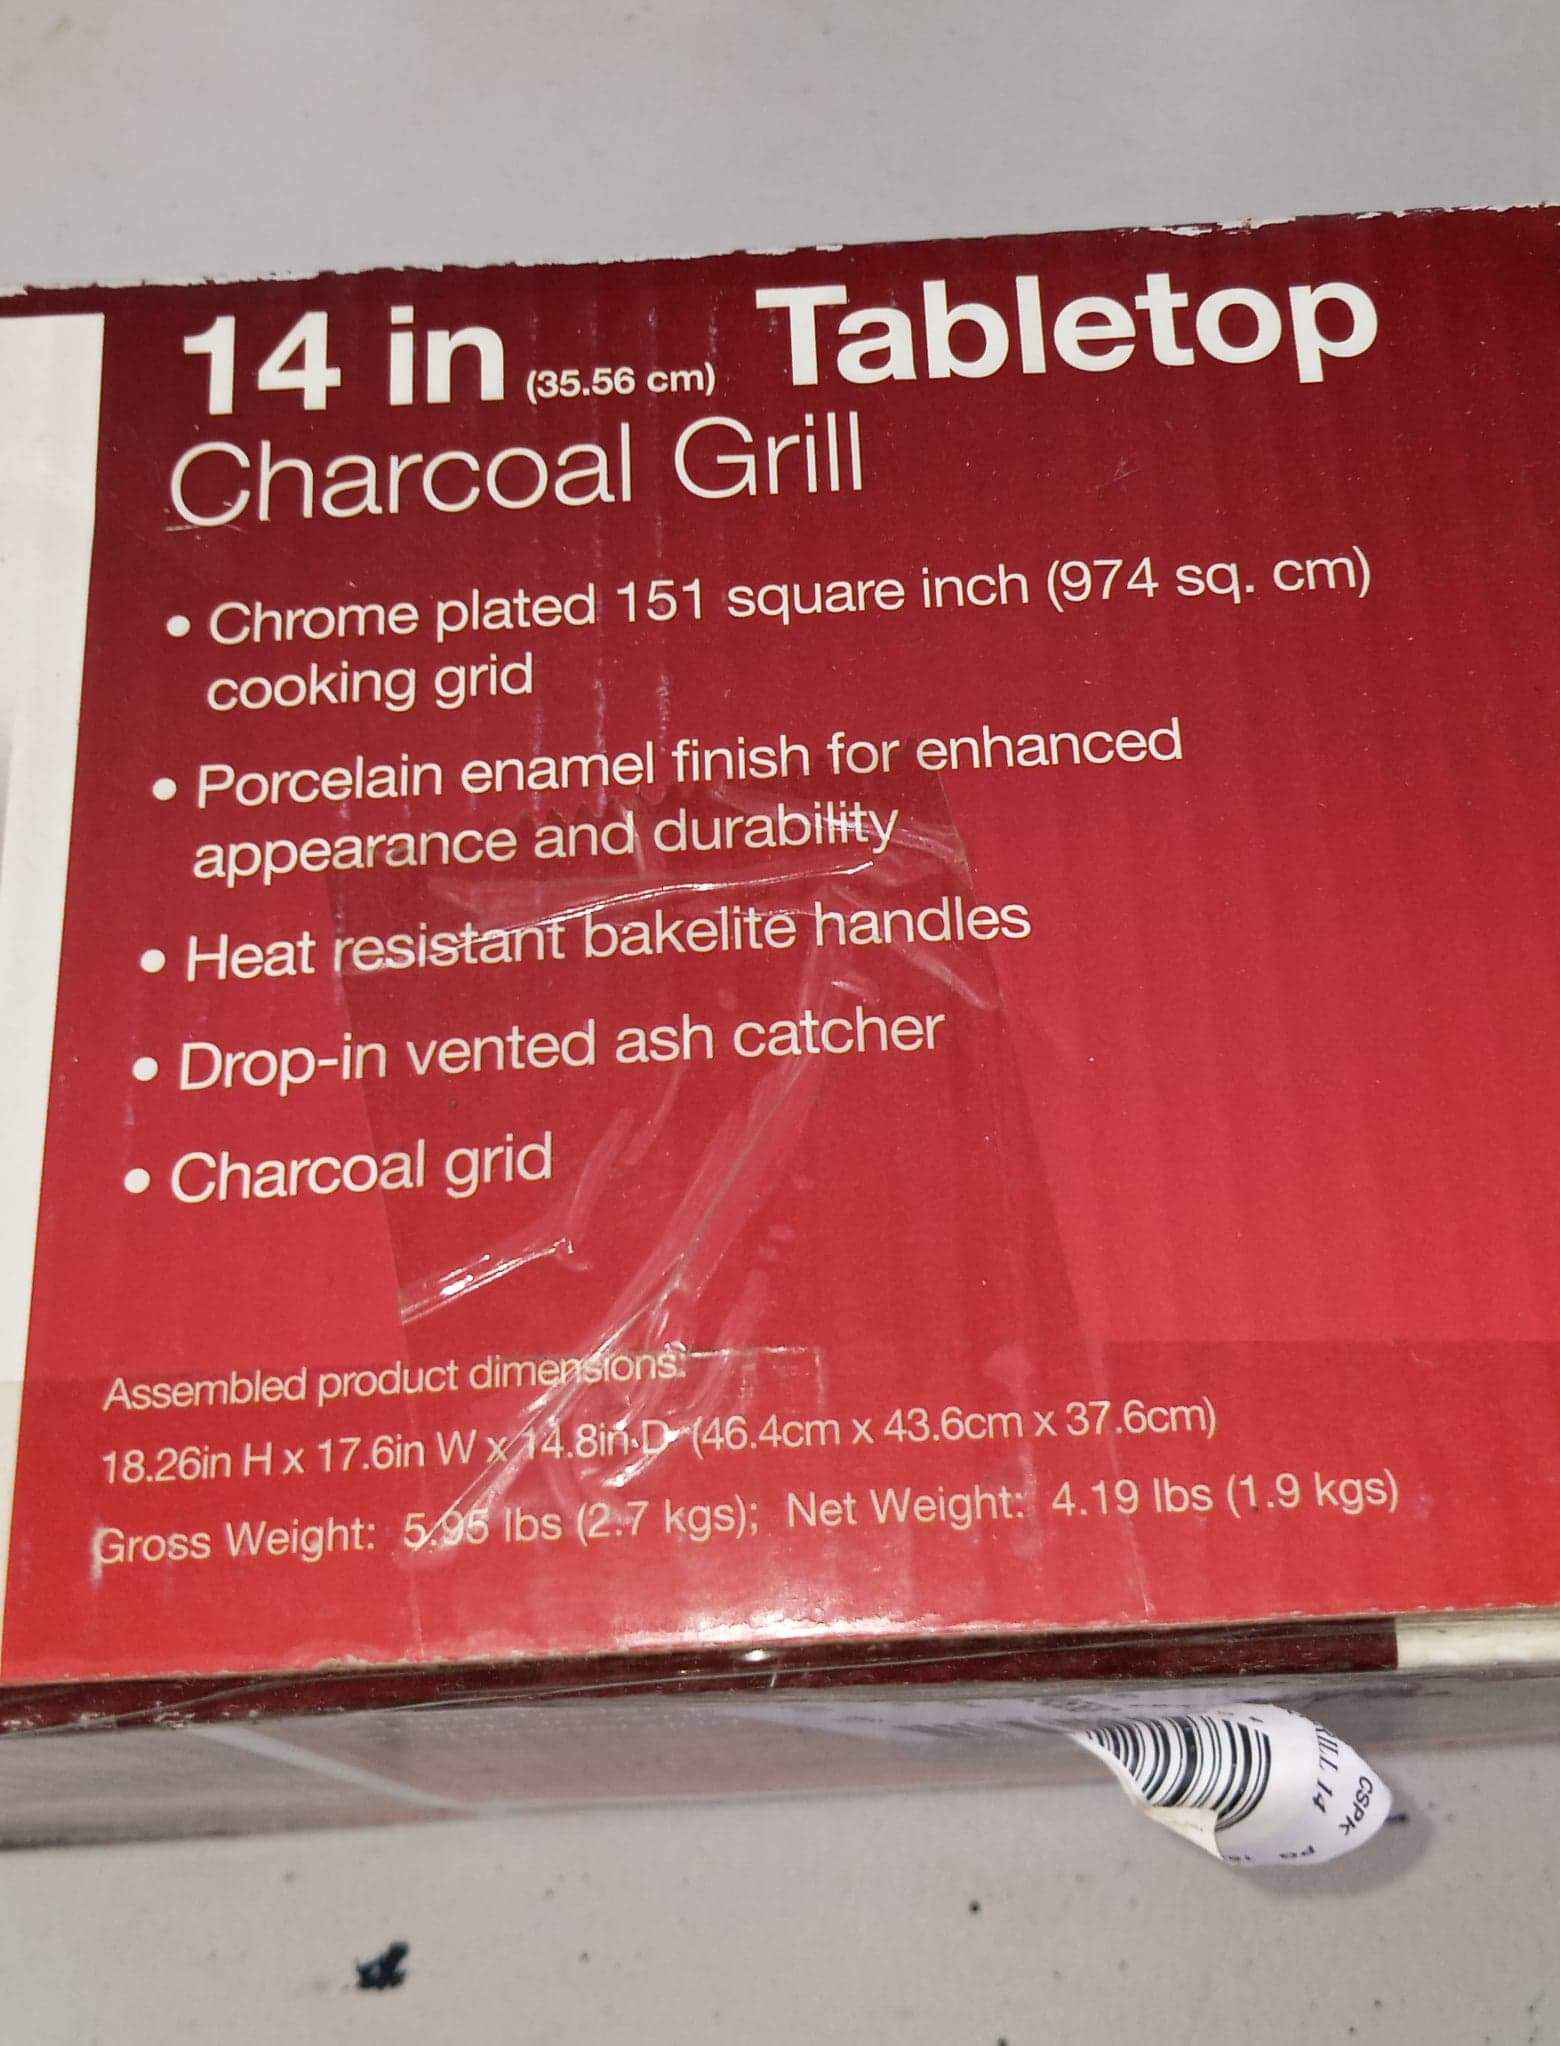 14 in (35.56 cm) Tabletop
Charcoal Grill
• Chrome plated 151 square inch (974 sq. cm)
cooking grid
• Porcelain enamel finish for enhanced
appearance and durability
• Heat resistant bakelite handles
• Drop-in vented ash catcher
• Charcoal grid
Assembled product dimensions:
18.26in H x 17.6in W x 14.8in D (46.4cm x 43.6cm x 37.6cm)
Gross Weight: 5.95 lbs (2.7 kgs); Net Weight: 4.19 lbs (1.9 kgs)
14
CSPK